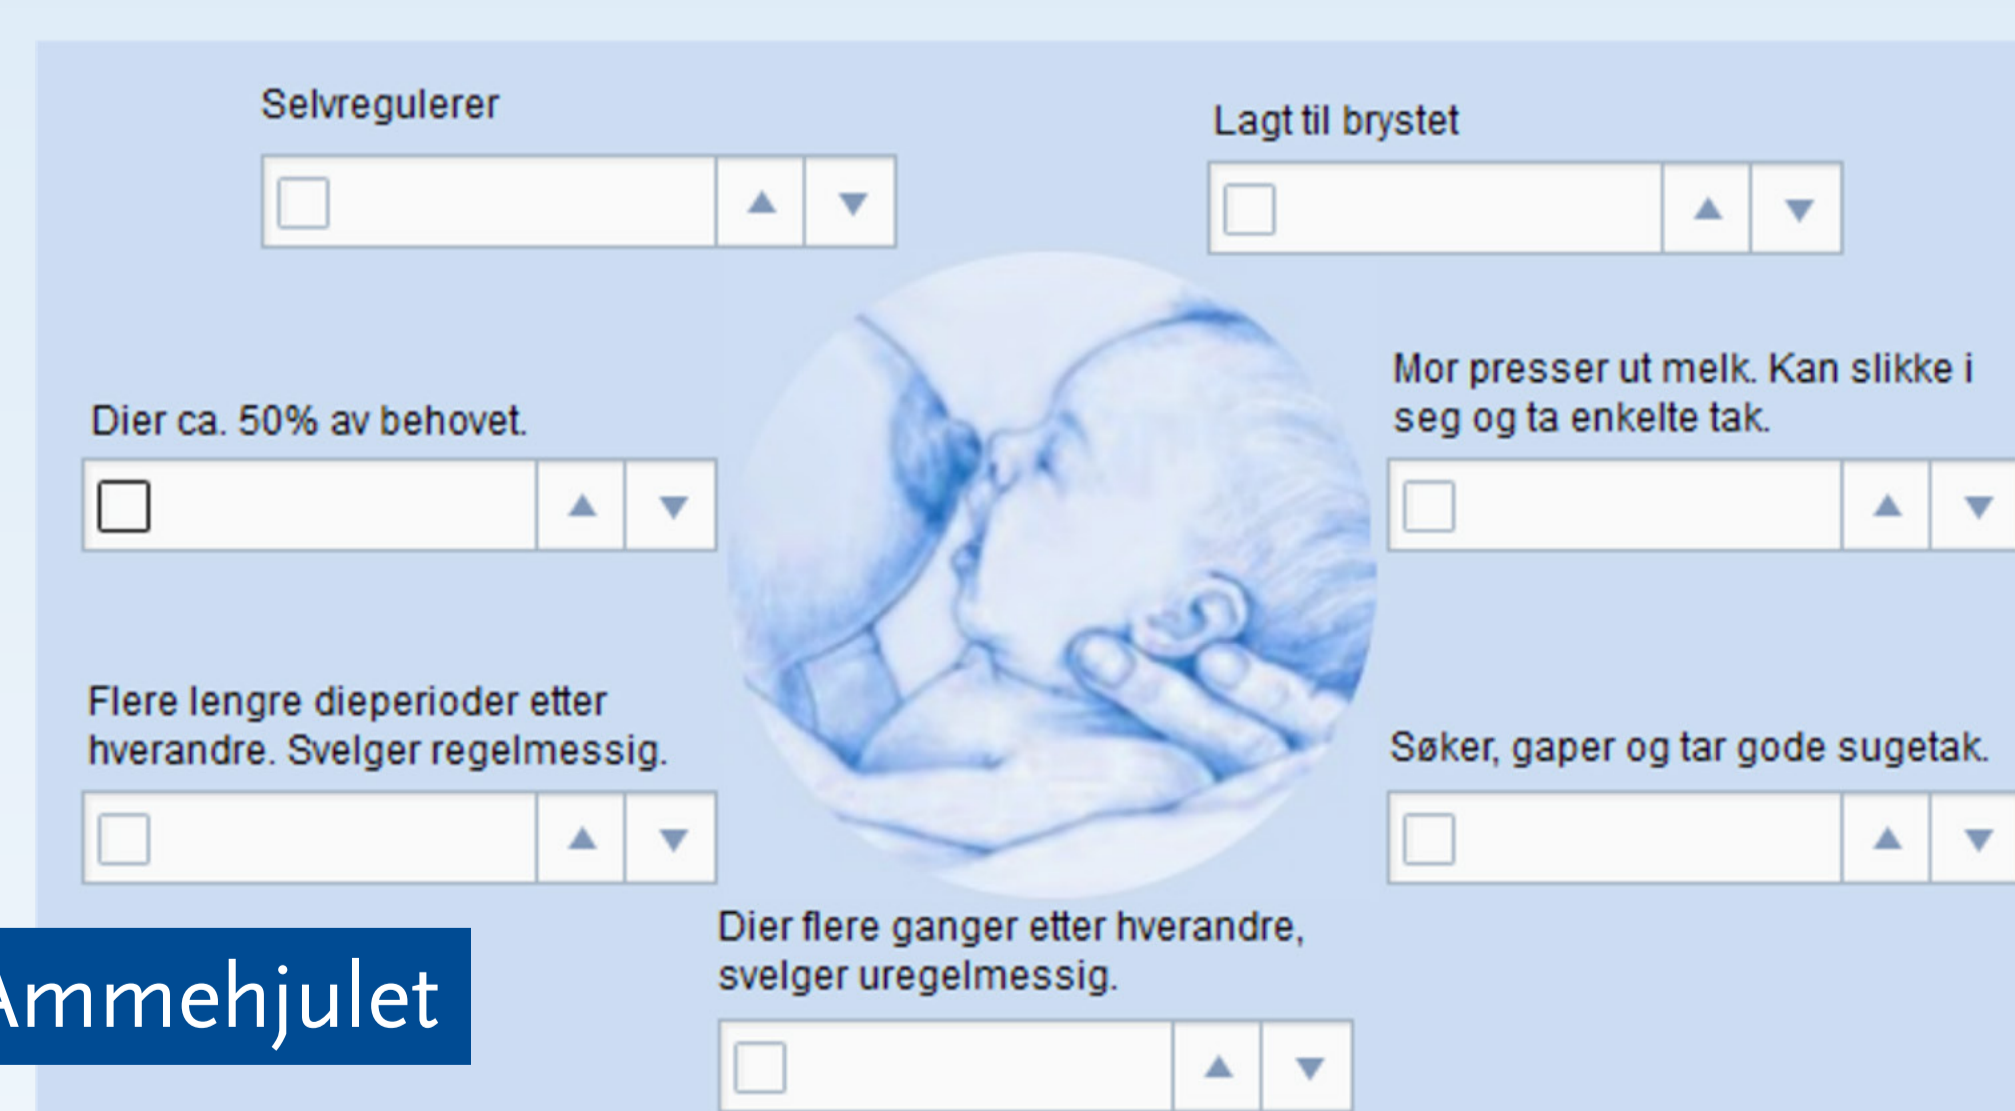 Selvregulerer
Lagt til brystet
Mor presser ut melk. Kan slikke i
seg og ta enkelte tak.
Dier ca. 50% av behovet.
Flere lengre dieperioder etter
hverandre. Svelger regelmessig.
Søker, gaper og tar gode sugetak.
Dier flere ganger etter hverandre,
svelger uregelmessig.
Ammehjulet